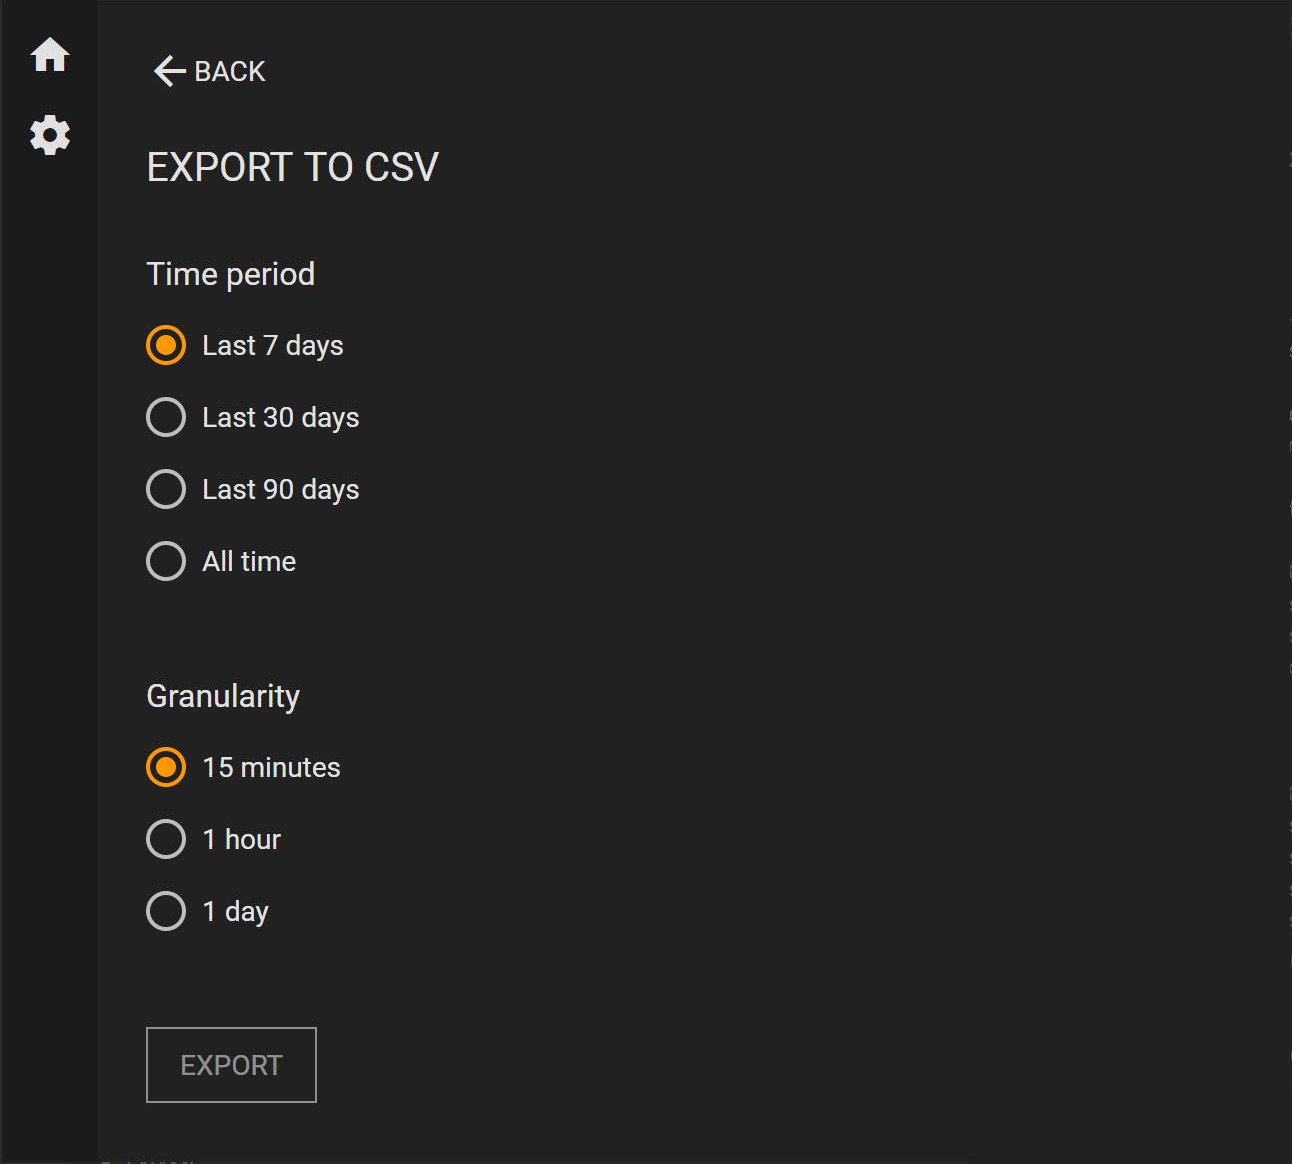 BACK
EXPORT TO CSV
Time period
Last 7 days
Last 30 days
Last 90 days
All time
Granularity
15 minutes
1 hour
1 day
EXPORT